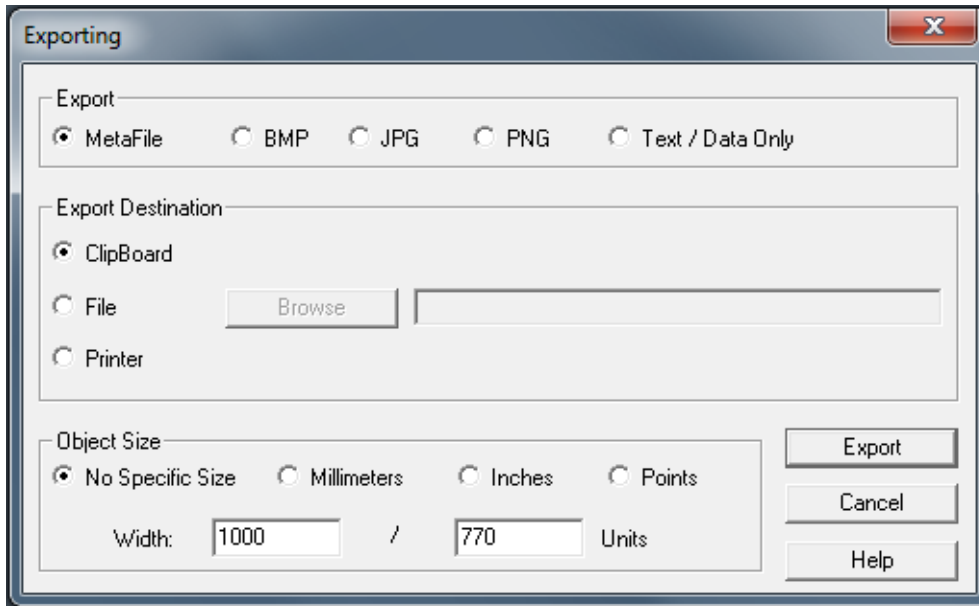 Exporting
Export
MetaFile BMP JPG PNG Text / Data Only
Export Destination
ClipBoard
File Browse
Printer
Object Size
No Specific Size Millimeters Inches Points
Width: 1000 / 770 Units
Export
Cancel
Help